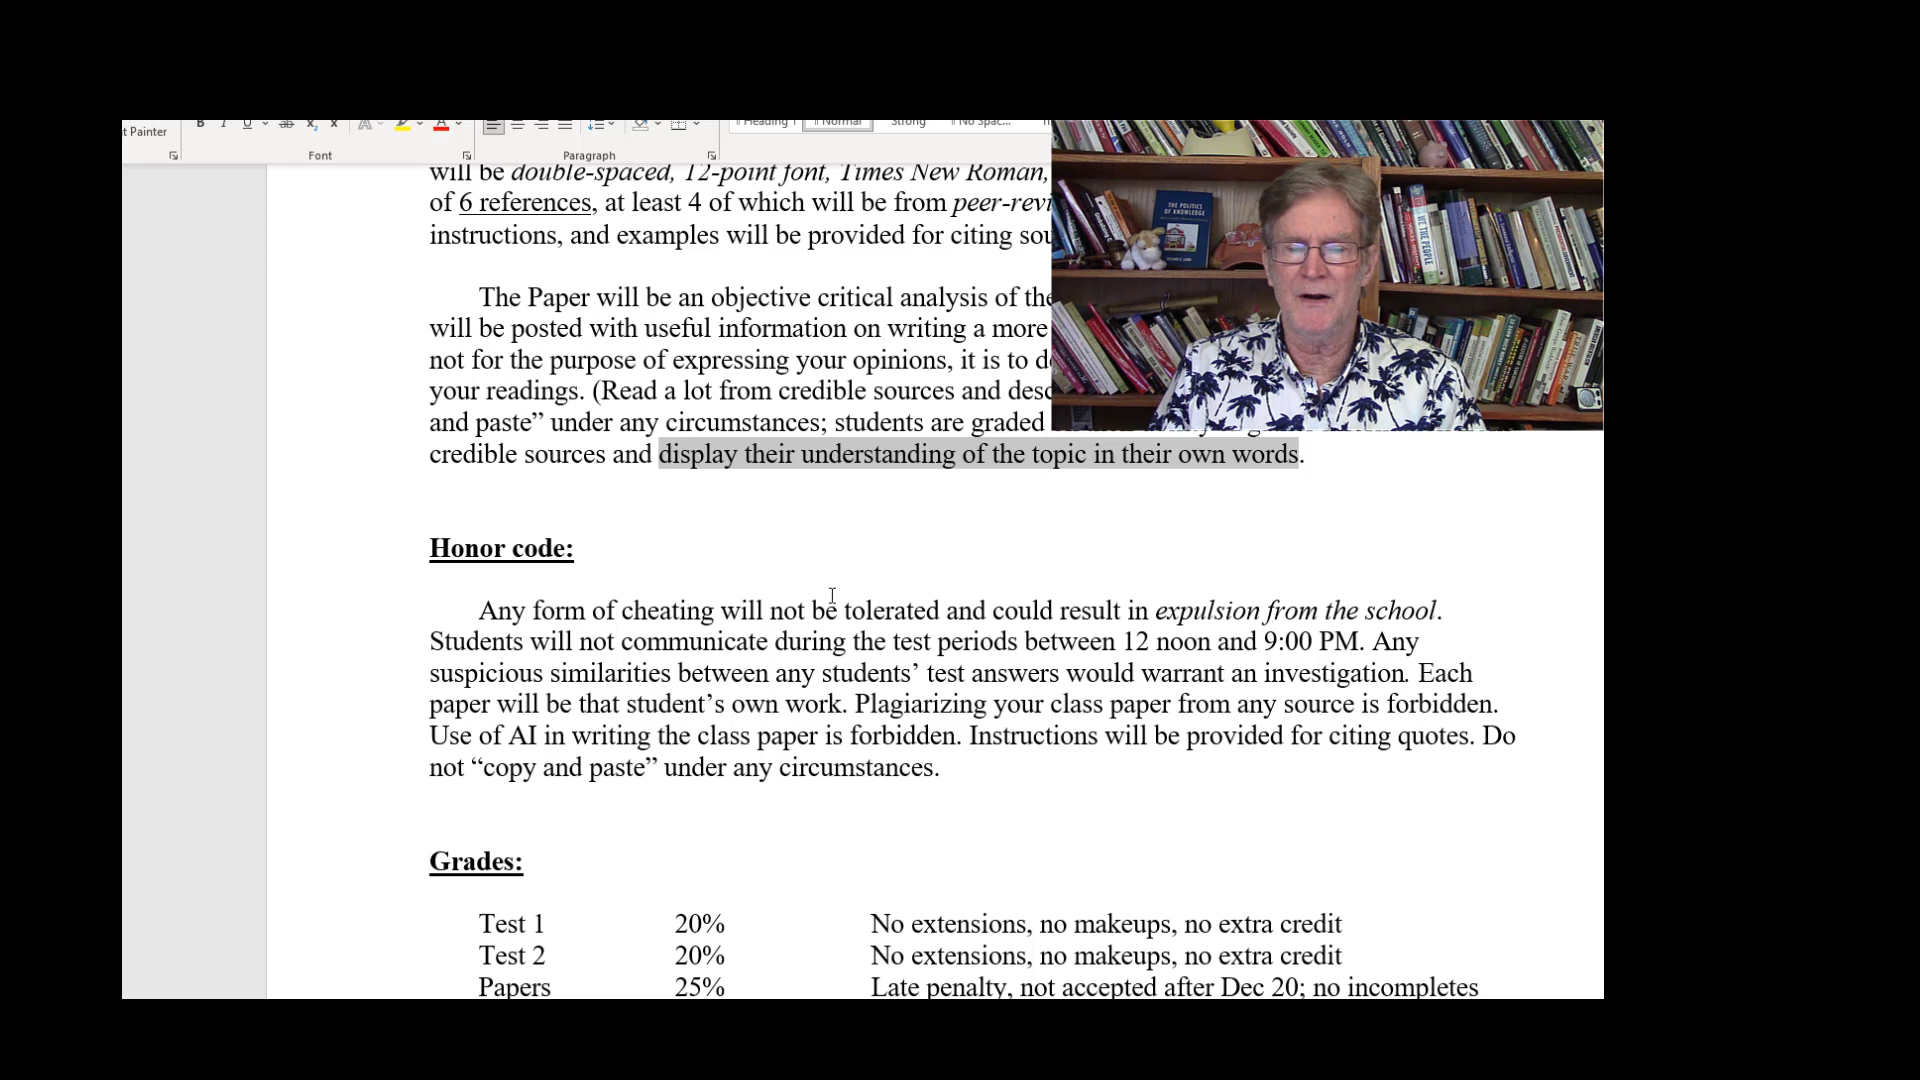 t Painter
Font
Paragraph
Heading 1
Normal
Strong
No Spac...
will be double-spaced, 12-point font, Times New Roman,
of 6 references, at least 4 of which will be from peer-revi
instructions, and examples will be provided for citing sou
The Paper will be an objective critical analysis of the
will be posted with useful information on writing a more
not for the purpose of expressing your opinions, it is to d
your readings. (Read a lot from credible sources and desc
and paste” under any circumstances; students are graded
credible sources and display their understanding of the topic in their own words.
THE POLITICS
OF KNOWLEDGE
WE THE PEOPLE
Honor code:
Any form of cheating will not be tolerated and could result in expulsion from the school.
Students will not communicate during the test periods between 12 noon and 9:00 PM. Any
suspicious similarities between any students’ test answers would warrant an investigation. Each
paper will be that student’s own work. Plagiarizing your class paper from any source is forbidden.
Use of AI in writing the class paper is forbidden. Instructions will be provided for citing quotes. Do
not “copy and paste” under any circumstances.
Grades:
Test 1 20% No extensions, no makeups, no extra credit
Test 2 20% No extensions, no makeups, no extra credit
Papers 25% Late penalty, not accepted after Dec 20; no incompletes